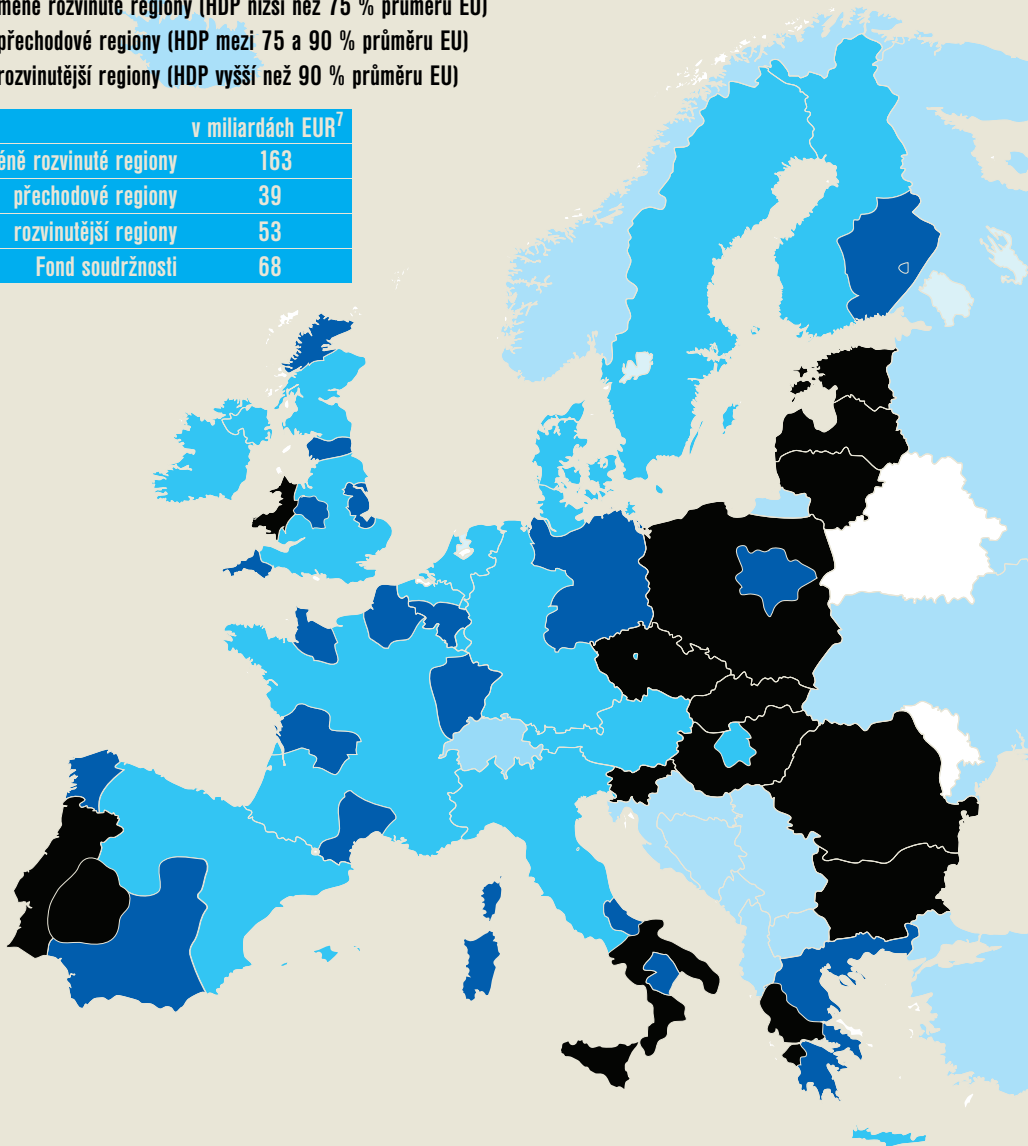 méně rozvinuté regiony (HDP nižší než 75 % průměru EU)
přechodové regiony (HDP mezi 75 a 90 % průměru EU)
rozvinutější regiony (HDP vyšší než 90 % průměru EU)
v miliardách EUR7
éně rozvinuté regiony 163
přechodové regiony 39
rozvinutější regiony 53
Fond soudržnosti 68